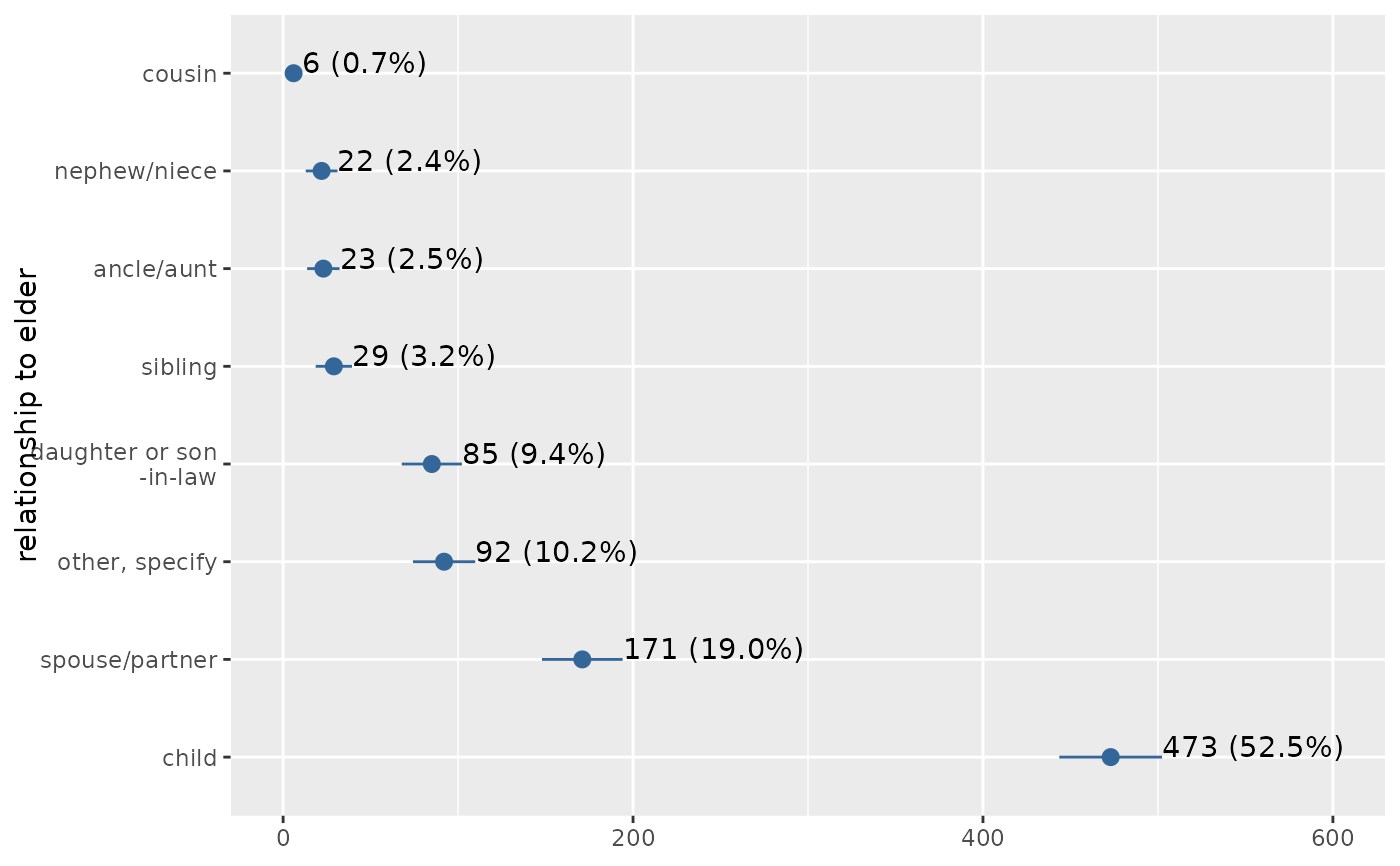 relationship to elder
cousin
6 (0.7%)
nephew/niece
22 (2.4%)
ancle/aunt
23 (2.5%)
sibling
29 (3.2%)
daughter or son
-in-law
85 (9.4%)
other, specify
92 (10.2%)
spouse/partner
171 (19.0%)
child
473 (52.5%)
0
200
400
600